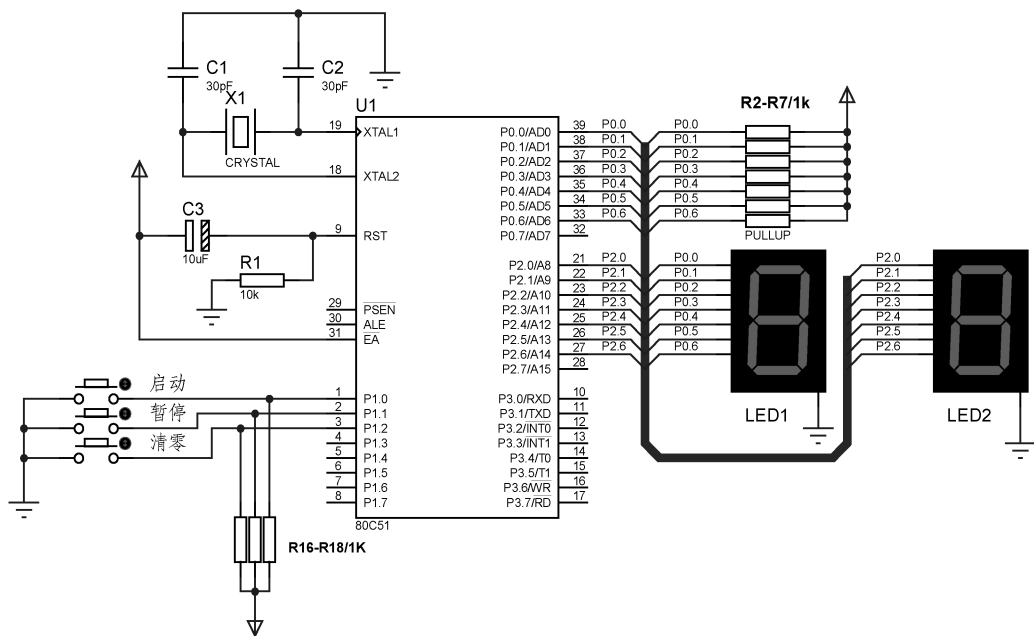 C1
30pF
C2
30pF
X1
CRYSTAL
U1
19
XTAL1
18
XTAL2
9
RST
29
PSEN
30
ALE
31
EA
1
P1.0
2
P1.1
3
P1.2
4
P1.3
5
P1.4
6
P1.5
7
P1.6
8
P1.7
P0.0/AD0
39
P0.0
P0.1/AD1
38
P0.1
P0.2/AD2
37
P0.2
P0.3/AD3
36
P0.3
P0.4/AD4
35
P0.4
P0.5/AD5
34
P0.5
P0.6/AD6
33
P0.6
P0.7/AD7
32
P2.0/A8
21
P2.0
P2.1/A9
22
P2.1
P2.2/A10
23
P2.2
P2.3/A11
24
P2.3
P2.4/A12
25
P2.4
P2.5/A13
26
P2.5
P2.6/A14
27
P2.6
P2.7/A15
28
P3.0/RXD
10
P3.1/TXD
11
P3.2/INT0
12
P3.3/INT1
13
P3.4/T0
14
P3.5/T1
15
P3.6/WR
16
P3.7/RD
17
80C51
C3
10uF
R1
10k
启动
暂停
清零
R16-R18/1K
R2-R7/1k
P0.0
P0.1
P0.2
P0.3
P0.4
P0.5
P0.6
PULLUP
P0.0
P0.1
P0.2
P0.3
P0.4
P0.5
P0.6
LED1
P2.0
P2.1
P2.2
P2.3
P2.4
P2.5
P2.6
LED2